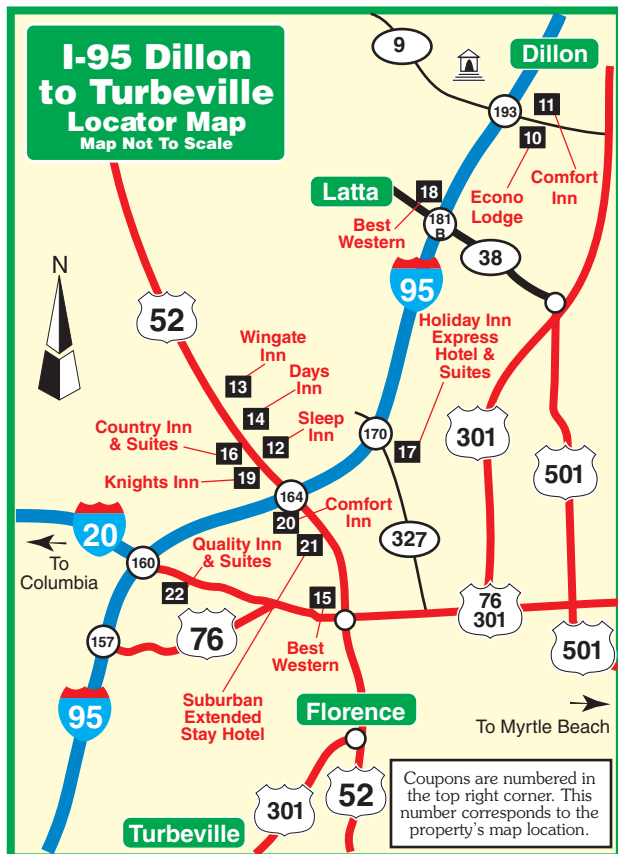 I-95 Dillon
to Turbeville
Locator Map
Map Not To Scale
9
Dillon
193
11
10
Comfort
Inn
Econo
Lodge
Latta
18
Best
Western
181
B
38
95
N
52
Holiday Inn
Express
Hotel &
Suites
Wingate
Inn
13
Days
Inn
14
Sleep
Inn
12
Country Inn
& Suites
16
Knights Inn
19
170
17
301
501
164
20
Comfort
Inn
21
327
20
To
Columbia
160
Quality Inn
& Suites
22
15
76
301
157
76
Best
Western
501
95
Suburban
Extended
Stay Hotel
Florence
To Myrtle Beach
301
52
Turbeville
Coupons are numbered in
the top right corner. This
number corresponds to the
property's map location.